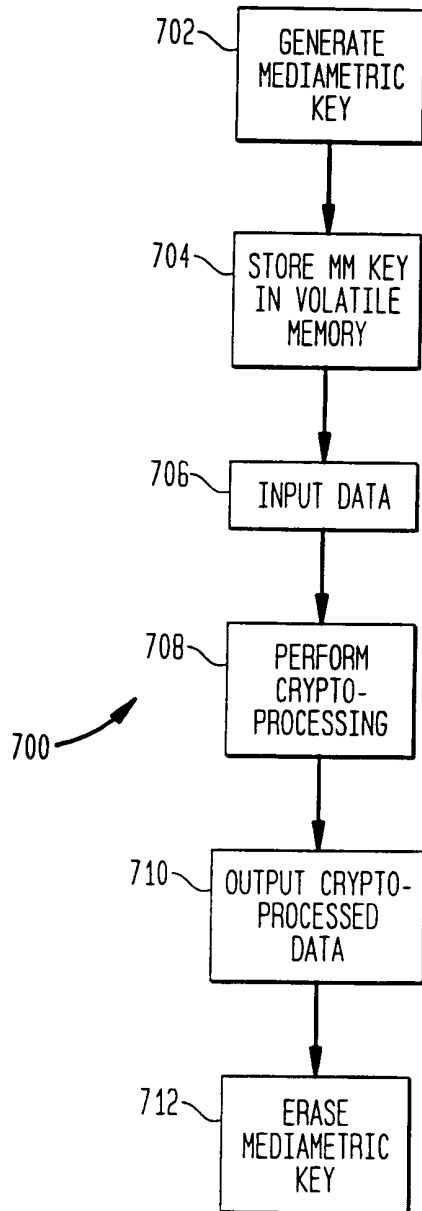 702
GENERATE
MEDIAMETRIC
KEY
704
STORE MM KEY
IN VOLATILE
MEMORY
706
INPUT DATA
708
PERFORM
CRYPTO-
PROCESSING
700
710
OUTPUT CRYPTO-
PROCESSED
DATA
712
ERASE
MEDIAMETRIC
KEY